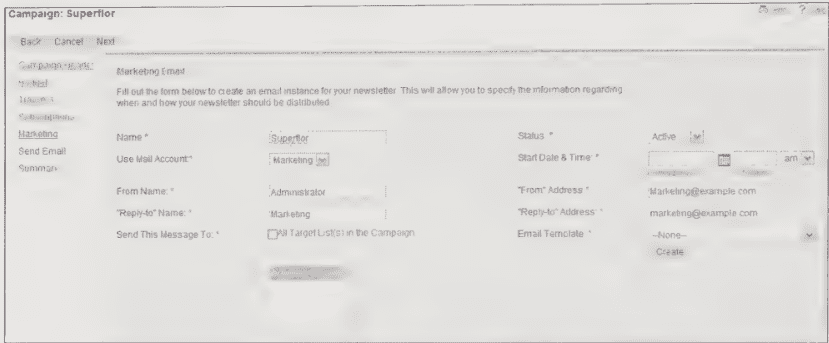 Campaign: Superflor
Back Cancel Next
Marketing Email
Fill out the form below to create an email instance for your newsletter. This will allow you to specify the information regarding
when and how your newsletter should be distributed
Subscriptions
Marketing
Send Email
Summary
Name *
Superflor
Status *
Active
Use Mail Account:*
Marketing
Start Date & Time: *
am
From Name: *
Administrator
"From" Address *
Marketing@example.com
"Reply-to" Name: *
Marketing
"Reply-to" Address: *
marketing@example.com
Send This Message To: *
All Target List(s) in the Campaign.
Email Template *
--None--
Create